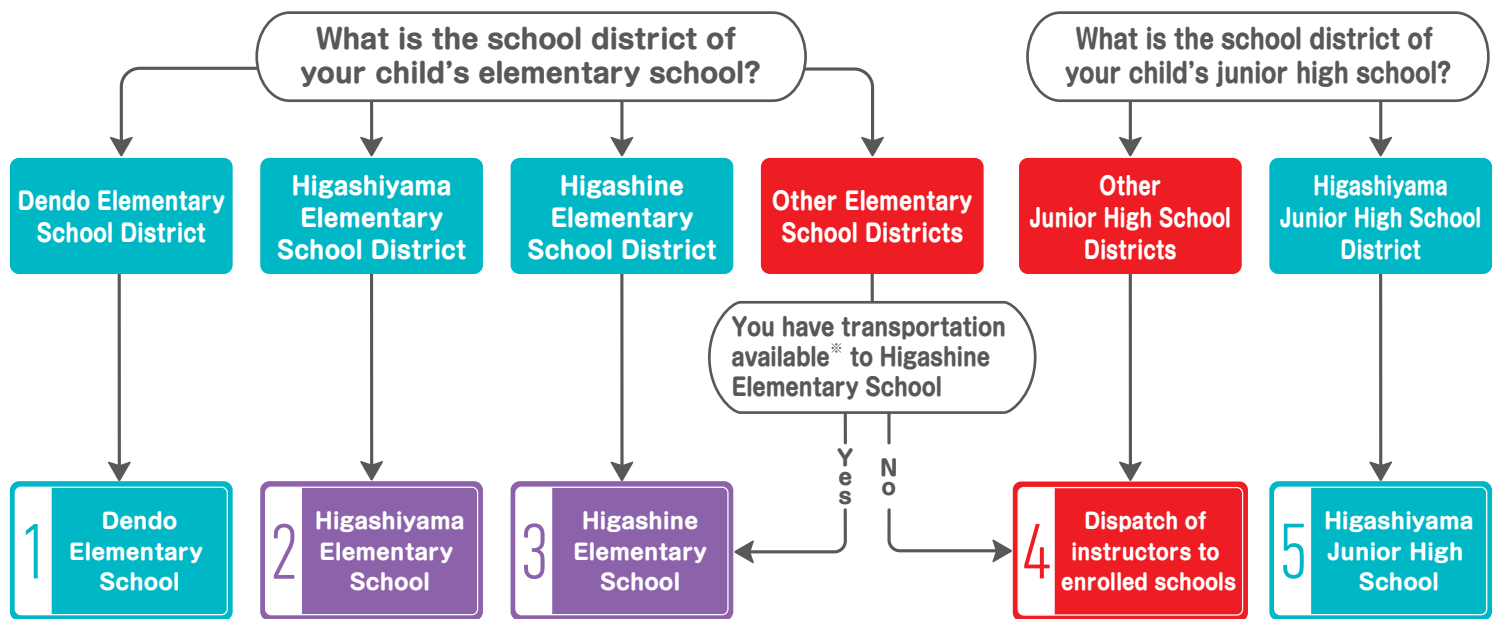 What is the school district of
your child's elementary school?
What is the school district of
your child's junior high school?
Dendo Elementary
School District
Higashiyama
Elementary
School District
Higashine
Elementary
School District
Other Elementary
School Districts
Other
Junior High School
Districts
Higashiyama
Junior High School
District
You have transportation
available※ to Higashine
Elementary School
Yes
No
1
Dendo
Elementary
School
2
Higashiyama
Elementary
School
3
Higashine
Elementary
School
4
Dispatch of
instructors to
enrolled schools
5
Higashiyama
Junior High
School